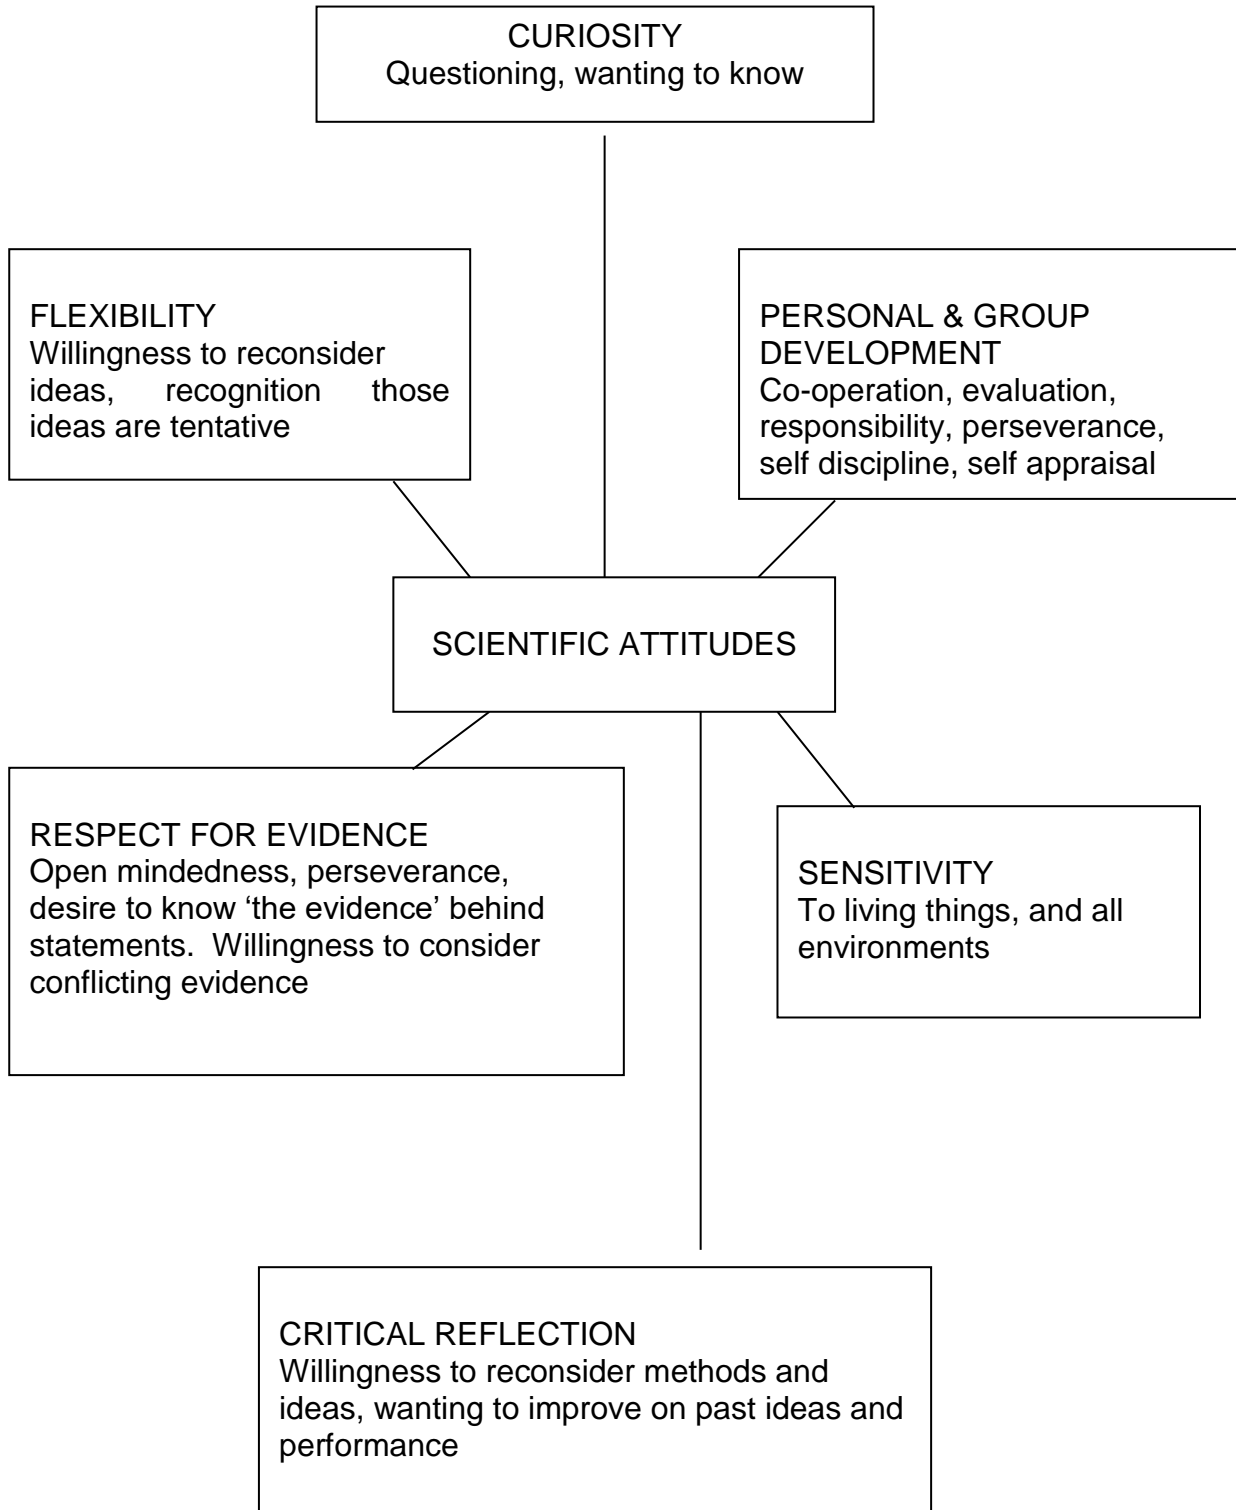 CURIOSITY
Questioning, wanting to know
FLEXIBILITY
Willingness to reconsider
ideas, recognition those
ideas are tentative
PERSONAL & GROUP
DEVELOPMENT
Co-operation, evaluation,
responsibility, perseverance,
self discipline, self appraisal
SCIENTIFIC ATTITUDES
RESPECT FOR EVIDENCE
Open mindedness, perseverance,
desire to know ‘the evidence’ behind
statements.  Willingness to consider
conflicting evidence
SENSITIVITY
To living things, and all
environments
CRITICAL REFLECTION
Willingness to reconsider methods and
ideas, wanting to improve on past ideas and
performance